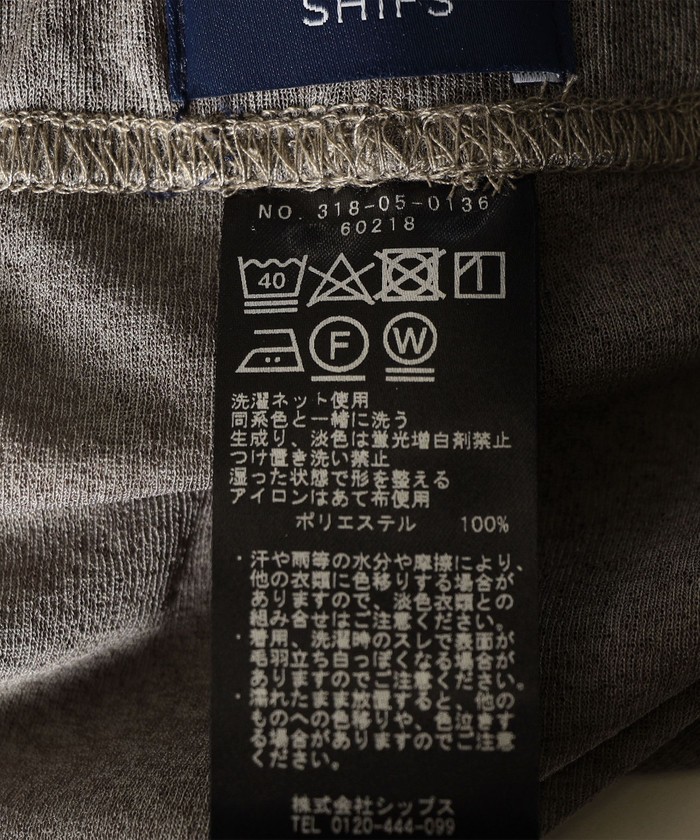 SHIPS
NO. 318-05-0136
60218
40
F W
洗濯ネット使用
同系色と一緒に洗う
生成り、淡色は蛍光増白剤禁止
つけ置き洗い禁止
湿った状態で形を整える
アイロンはあて布使用
ポリエステル 100%
・汗や雨等の水分や摩擦により、
他の衣類に色移りする場合が
ありますので、淡色衣類との
組み合せはご注意ください。
・着用、洗濯時のスレで表面が
毛羽立ち白っぽくなる場合が
ありますのでご注意ください。
・濡れたまま放置すると、他の
ものへの色移りや、色泣きす
る場合がありますのでご注意
ください。
株式会社シップス
TEL 0120-444-099